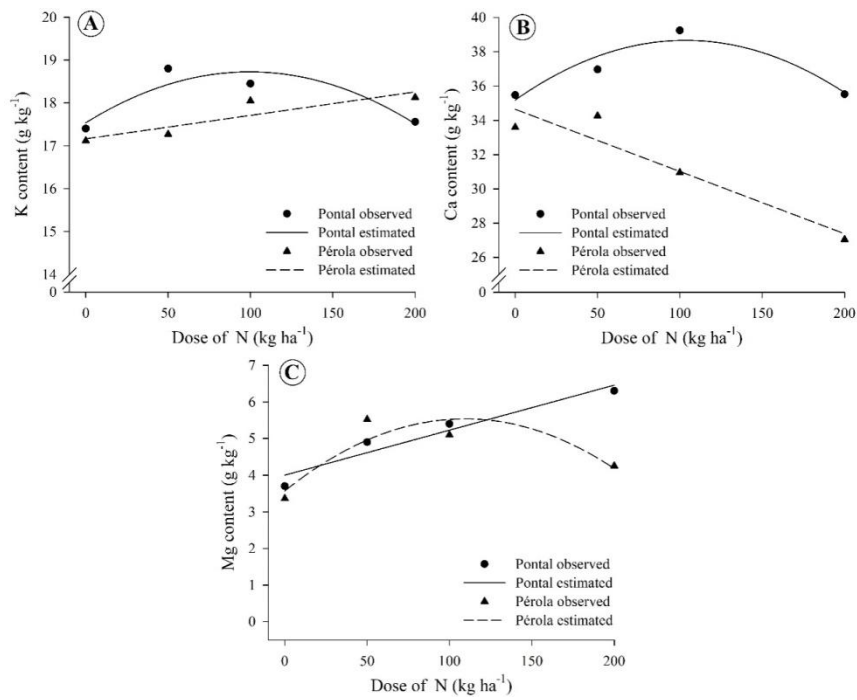 A
20
19
18
17
16
15
14
0
K content (g kg⁻¹)
Pontal observed
Pontal estimated
Pérola observed
Pérola estimated
0 50 100 150 200
Dose of N (kg ha⁻¹)
B
40
38
36
34
32
30
28
26
0
Ca content (g kg⁻¹)
Pontal observed
Pontal estimated
Pérola observed
Pérola estimated
0 50 100 150 200
Dose of N (kg ha⁻¹)
C
7
6
5
4
3
2
1
0
Mg content (g kg⁻¹)
Pontal observed
Pontal estimated
Pérola observed
Pérola estimated
0 50 100 150 200
Dose of N (kg ha⁻¹)